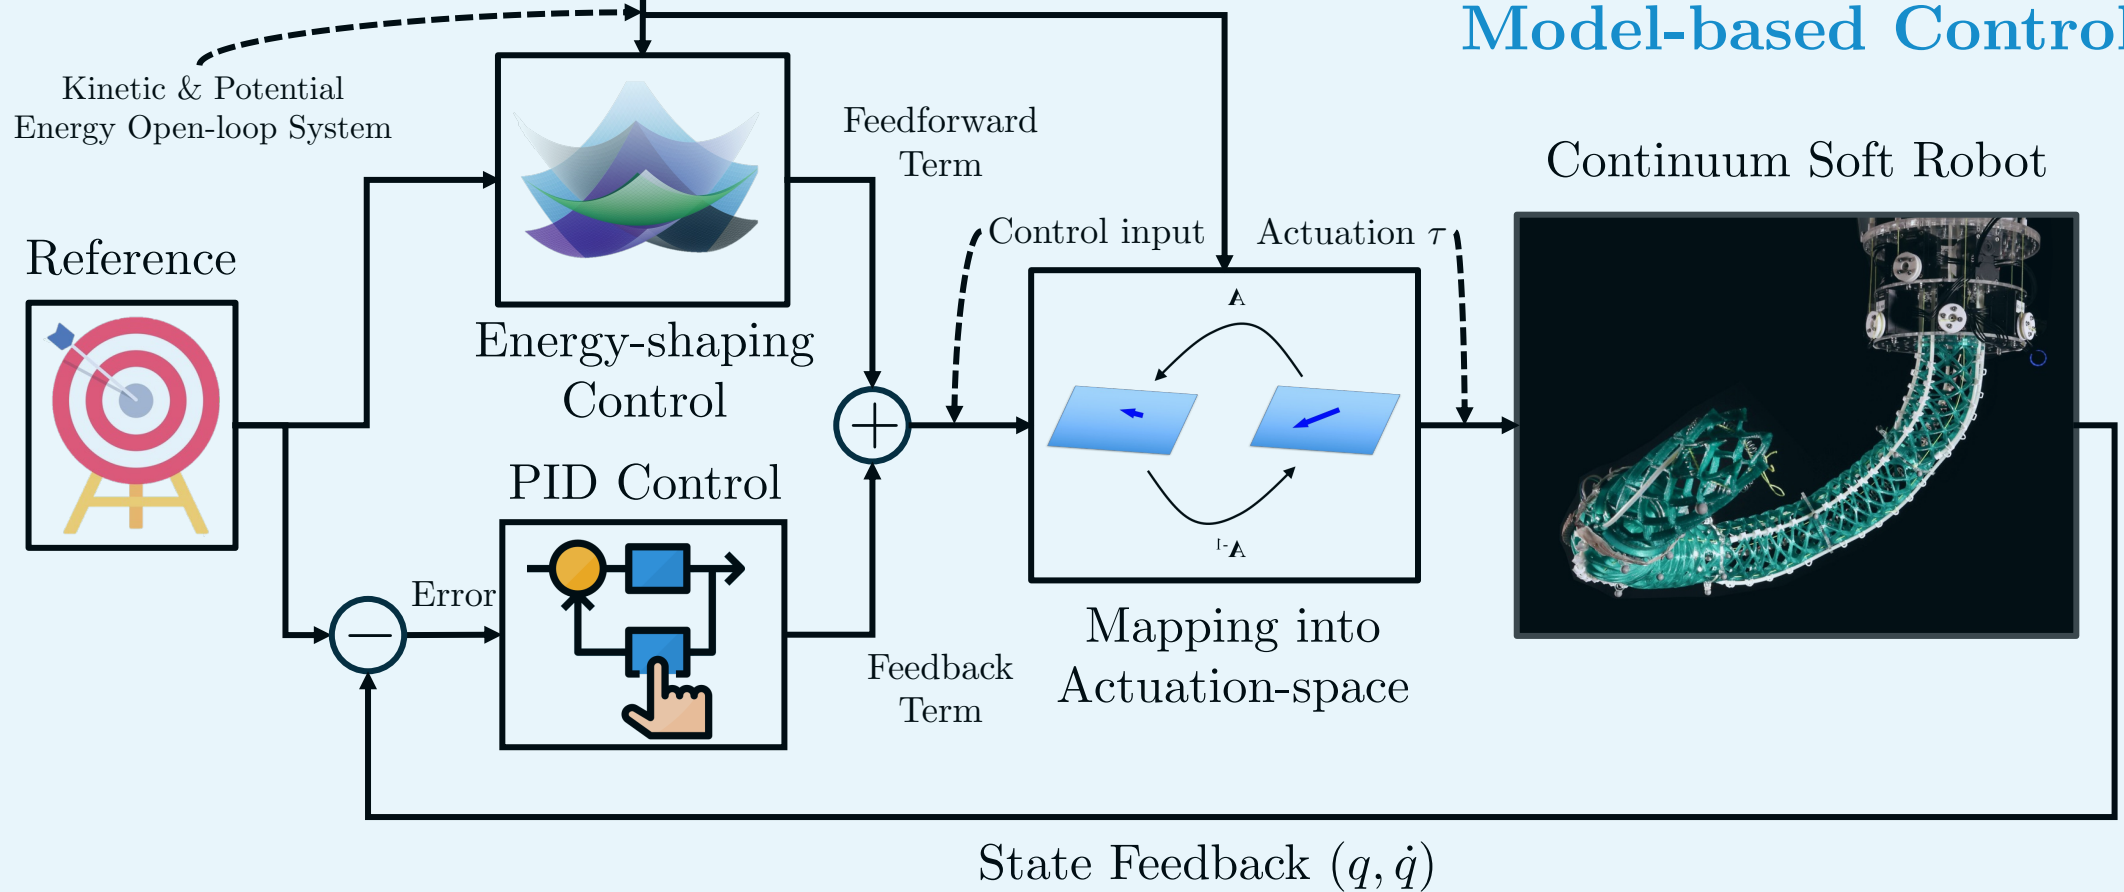 Model-based Control
Kinetic & Potential
Energy Open-loop System
Feedforward
Term
Continuum Soft Robot
Control input
Actuation τ
Reference
Energy-shaping
Control
A
PID Control
A⁻¹
Error
Mapping into
Actuation-space
Feedback
Term
State Feedback (q, q̇)